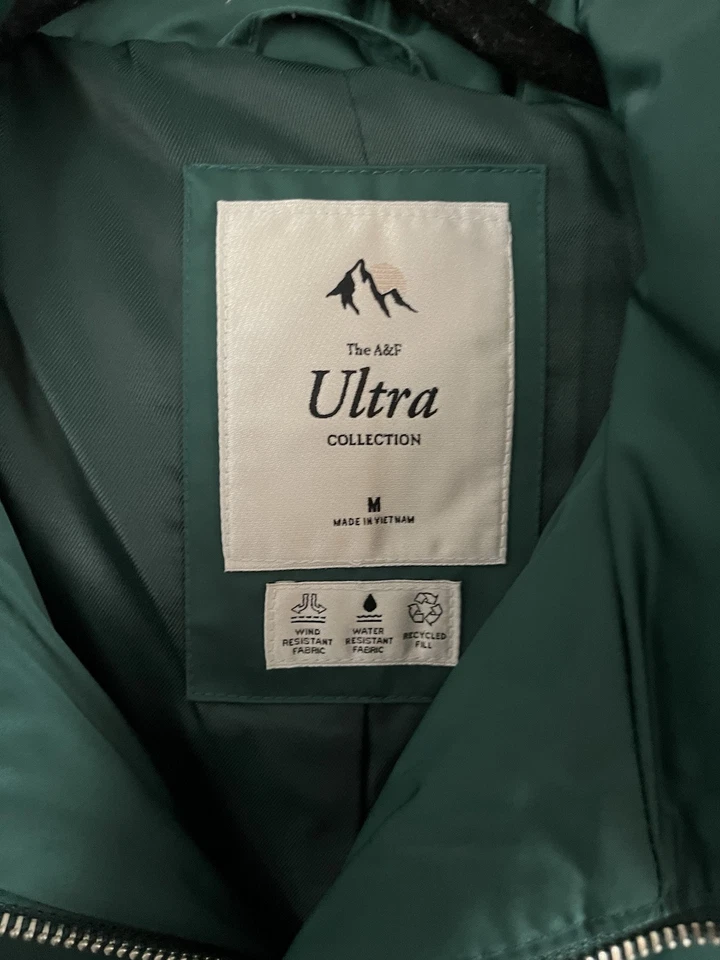 The A&F
Ultra
COLLECTION
M
MADE IN VIETNAM
WIND
RESISTANT
FABRIC
WATER
RESISTANT
FABRIC
RECYCLED
FILL